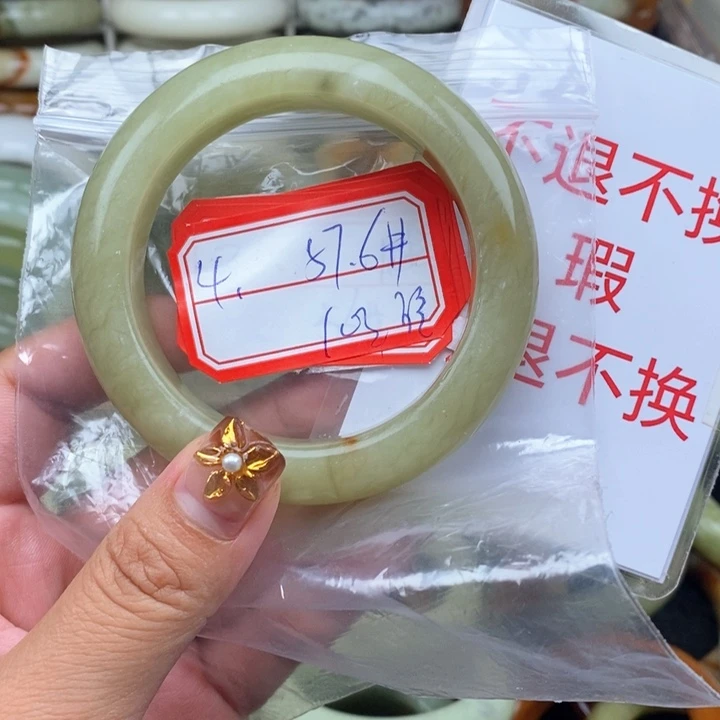 4. 57.6#
不退不换
瑕
退不换